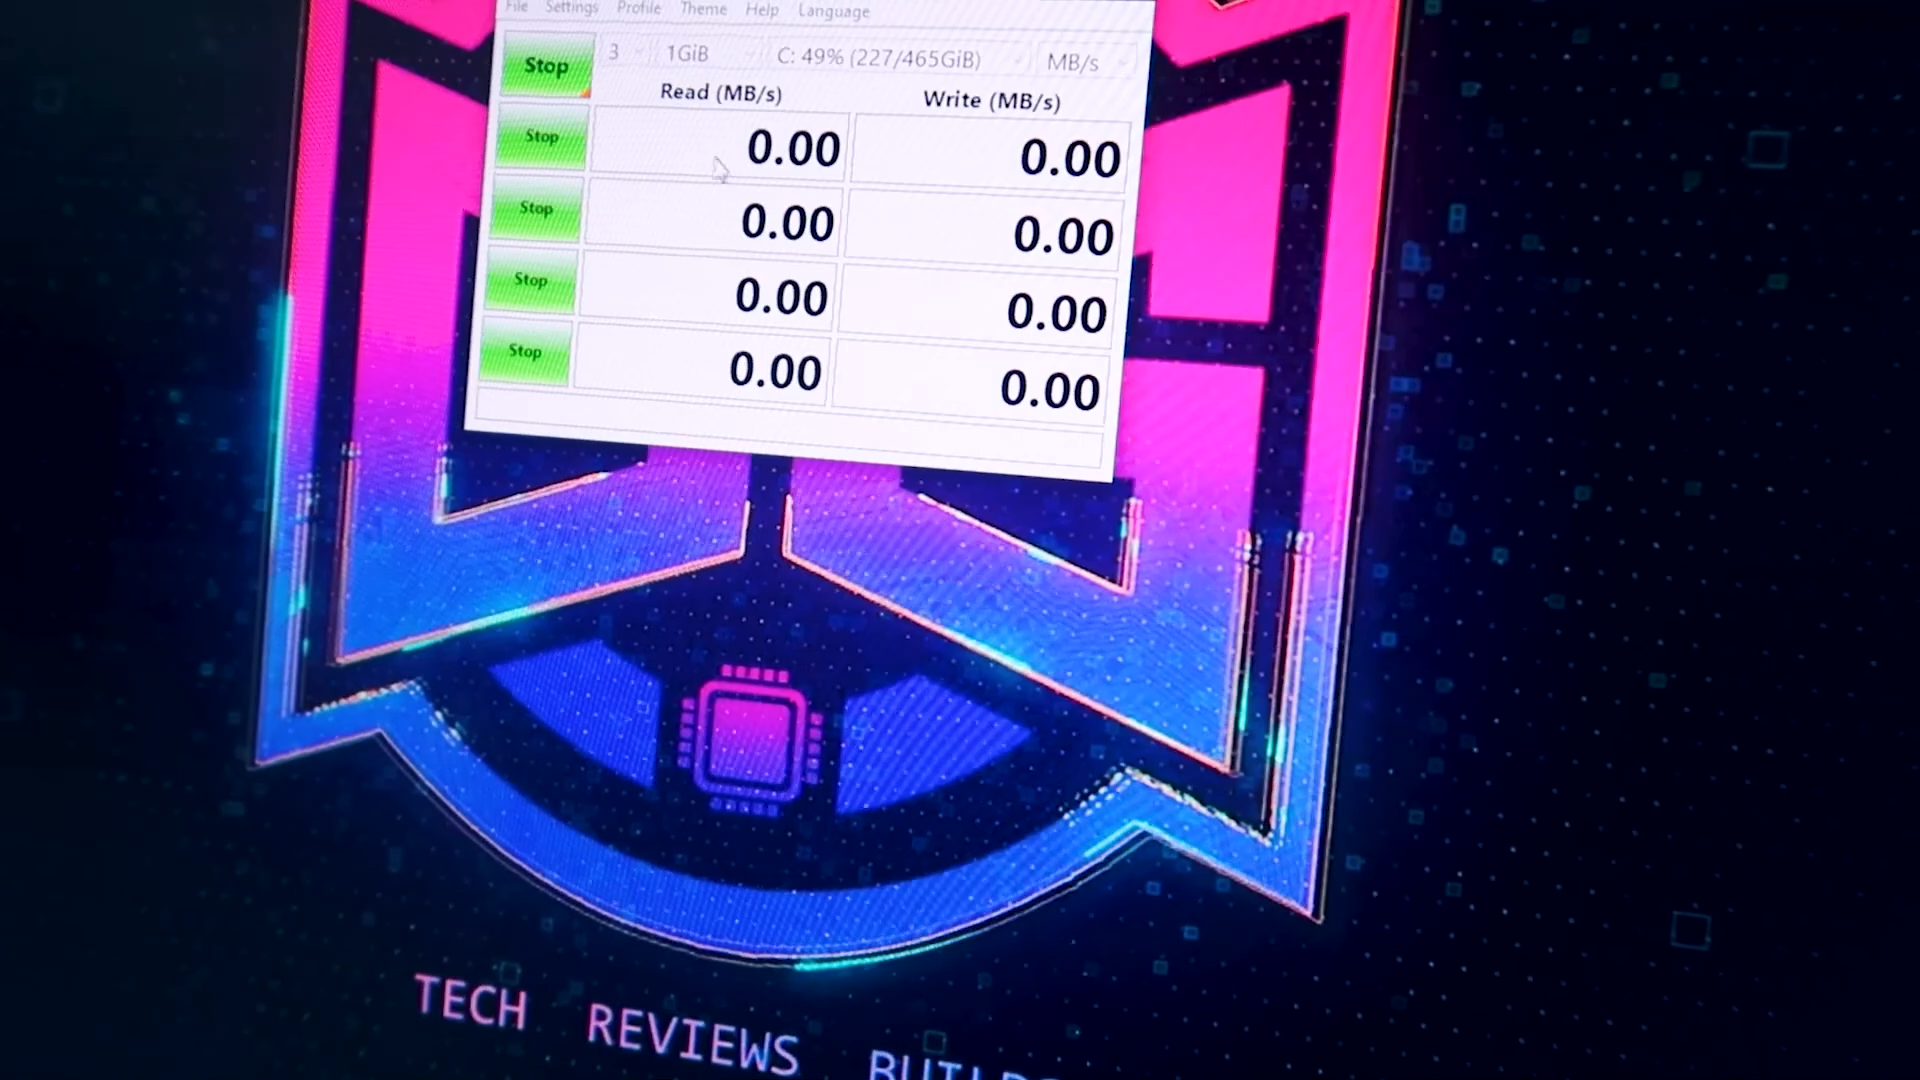 File Settings Profile Theme Help Language
Stop 3 1GiB C: 49% (227/465GiB) MB/s
Read (MB/s) Write (MB/s)
Stop 0.00 0.00
Stop 0.00 0.00
Stop 0.00 0.00
Stop 0.00 0.00
TECH REVIEWS